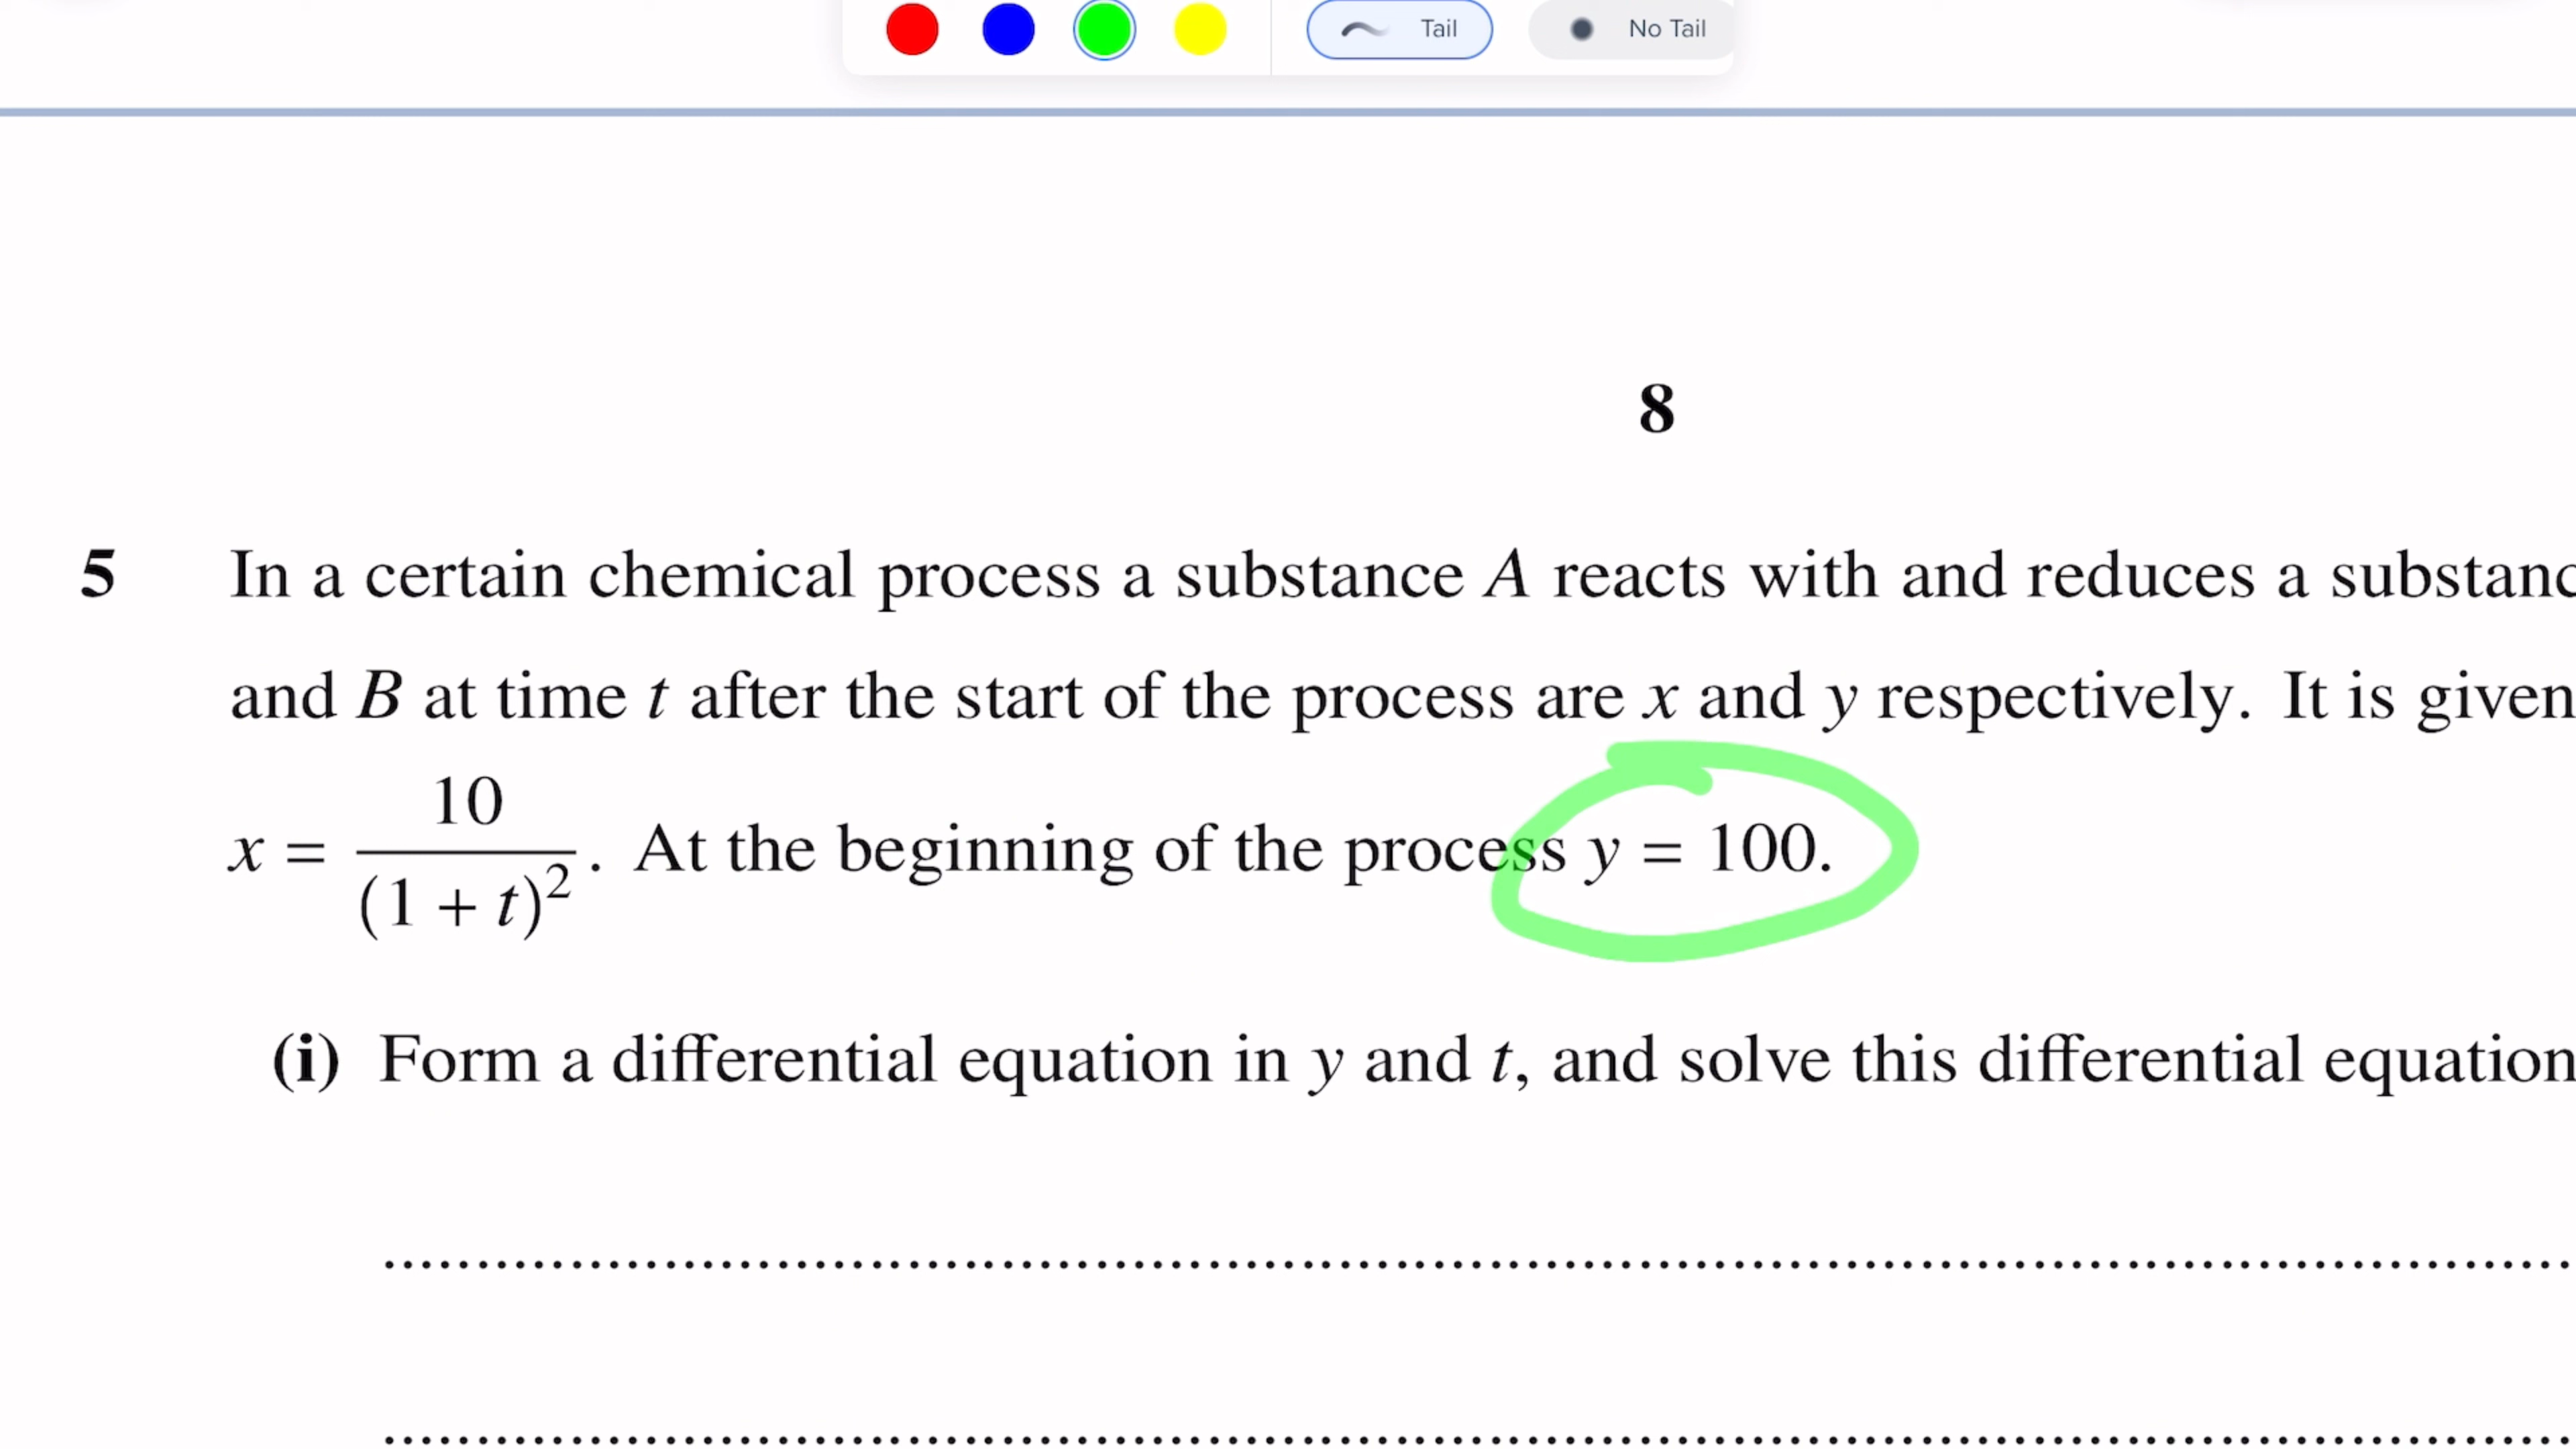 Tail No Tail
8
5 In a certain chemical process a substance A reacts with and reduces a substanc
and B at time t after the start of the process are x and y respectively. It is given
x = 10 / (1 + t)². At the beginning of the process y = 100.
(i) Form a differential equation in y and t, and solve this differential equation